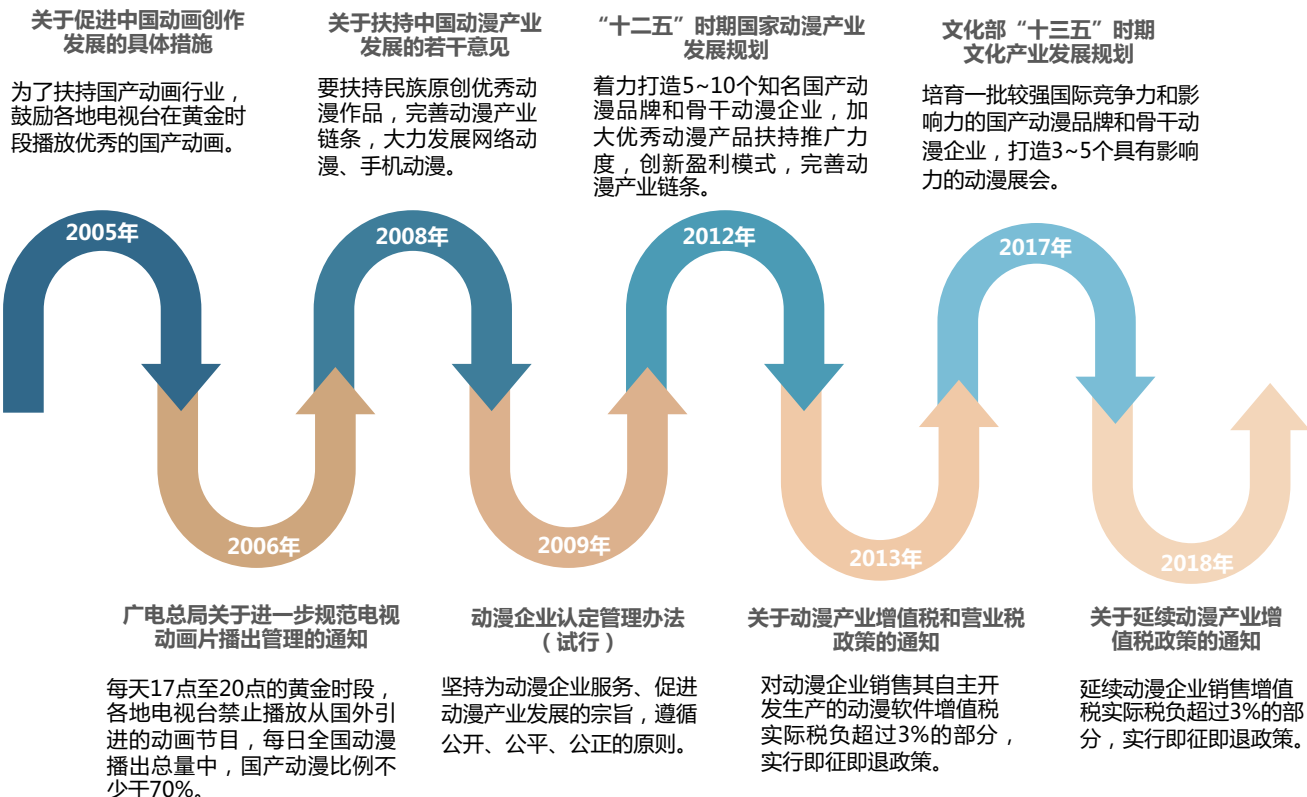 关于促进中国动画创作
发展的具体措施
为了扶持国产动画行业，
鼓励各地电视台在黄金时
段播放优秀的国产动画。
2005年
关于扶持中国动漫产业
发展的若干意见
要扶持民族原创优秀动
漫作品，完善动漫产业
链条，大力发展网络动
漫、手机动漫。
2008年
“十二五”时期国家动漫产业
发展规划
着力打造5~10个知名国产动
漫品牌和骨干动漫企业，加
大优秀动漫产品扶持推广力
度，创新盈利模式，完善动
漫产业链条。
2012年
文化部“十三五”时期
文化产业发展规划
培育一批较强国际竞争力和影
响力的国产动漫品牌和骨干动
漫企业，打造3~5个具有影响
力的动漫展会。
2017年
2006年
广电总局关于进一步规范电视
动画片播出管理的通知
每天17点至20点的黄金时段，
各地电视台禁止播放从国外引
进的动画节目，每日全国动漫
播出总量中，国产动漫比例不
少于70%。
2009年
动漫企业认定管理办法
（试行）
坚持为动漫企业服务、促进
动漫产业发展的宗旨，遵循
公开、公平、公正的原则。
2013年
关于动漫产业增值税和营业税
政策的通知
对动漫企业销售其自主开
发生产的动漫软件增值税
实际税负超过3%的部分，
实行即征即退政策。
2018年
关于延续动漫产业增
值税政策的通知
延续动漫企业销售增值
税实际税负超过3%的部
分，实行即征即退政策。